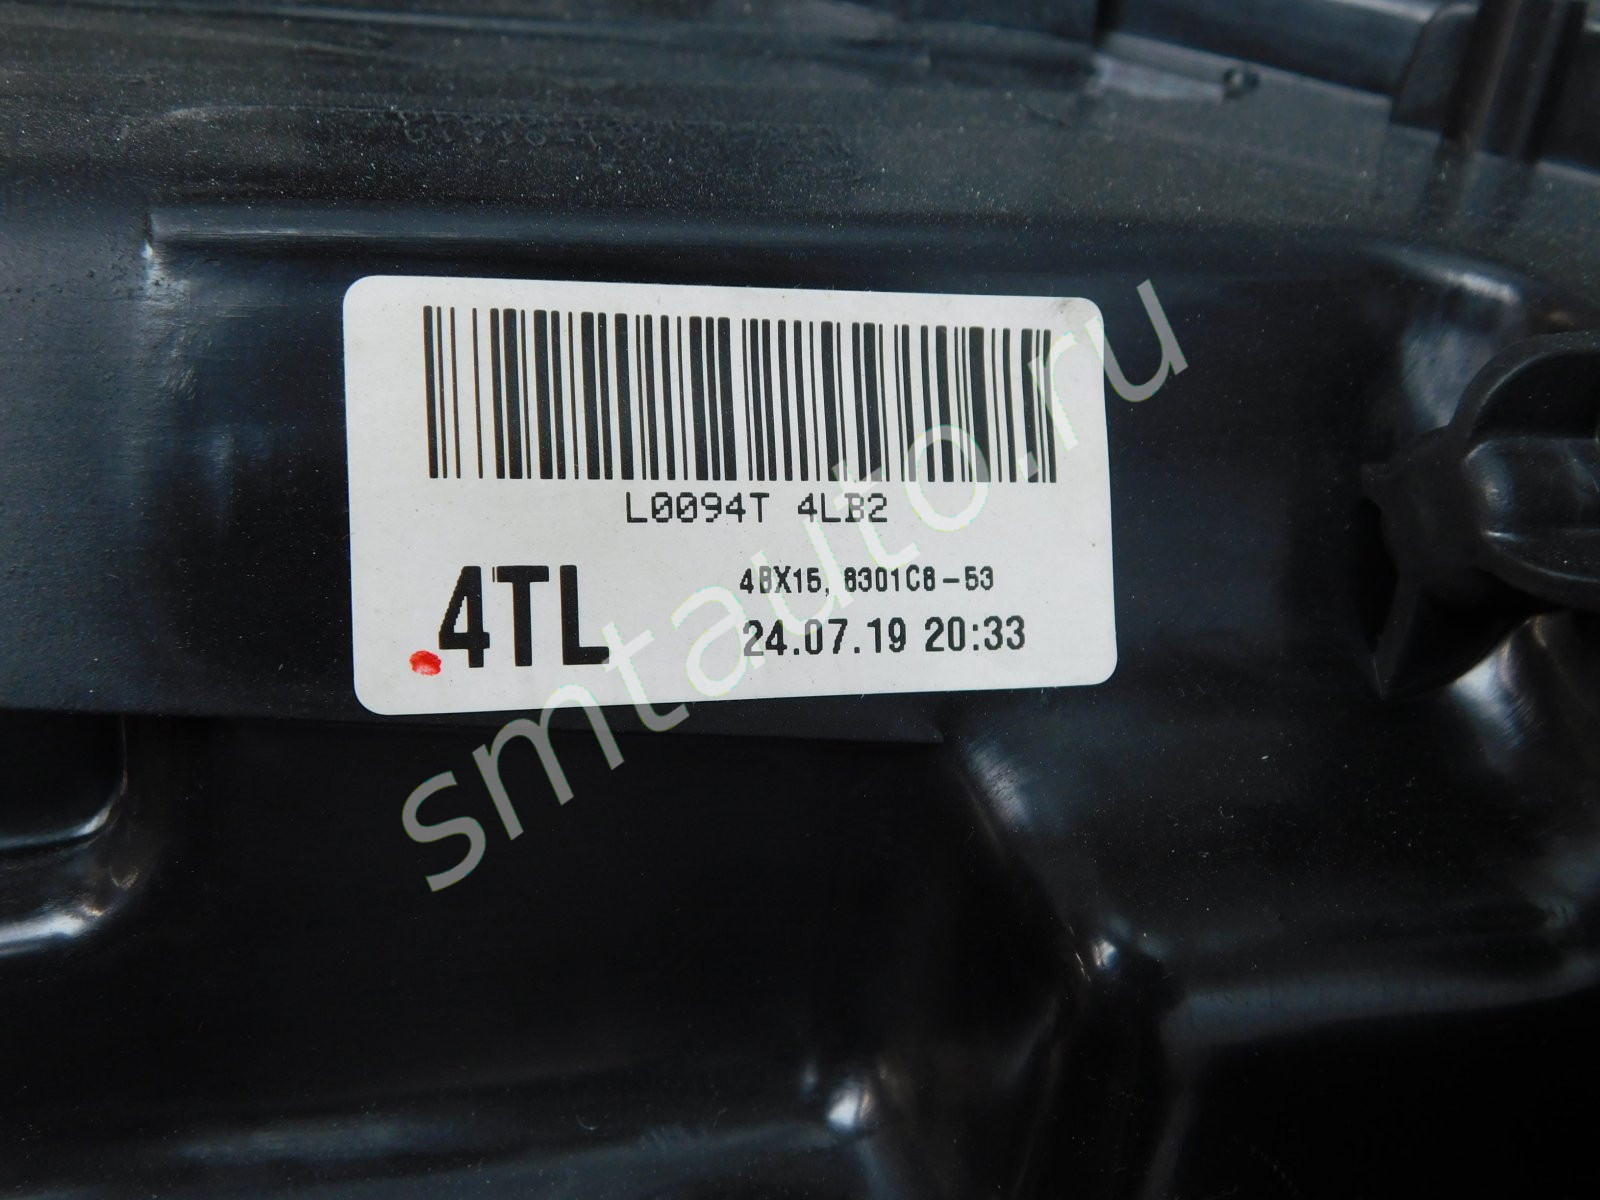 L0094T 4LB2
.4TL
4BX15, 8301C8-53
24.07.19 20:33
smtauto.ru